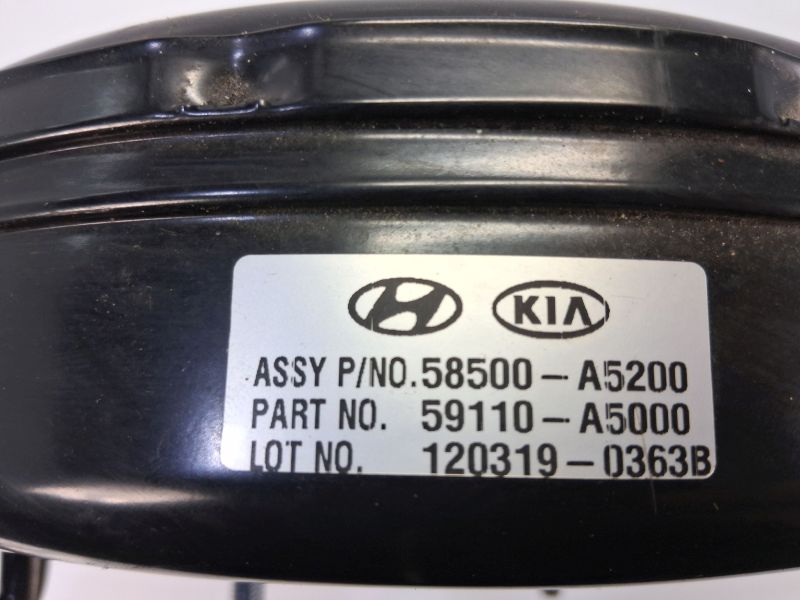 KIA
ASSY P/NO. 58500-A5200
PART NO. 59110-A5000
LOT NO. 120319-0363B